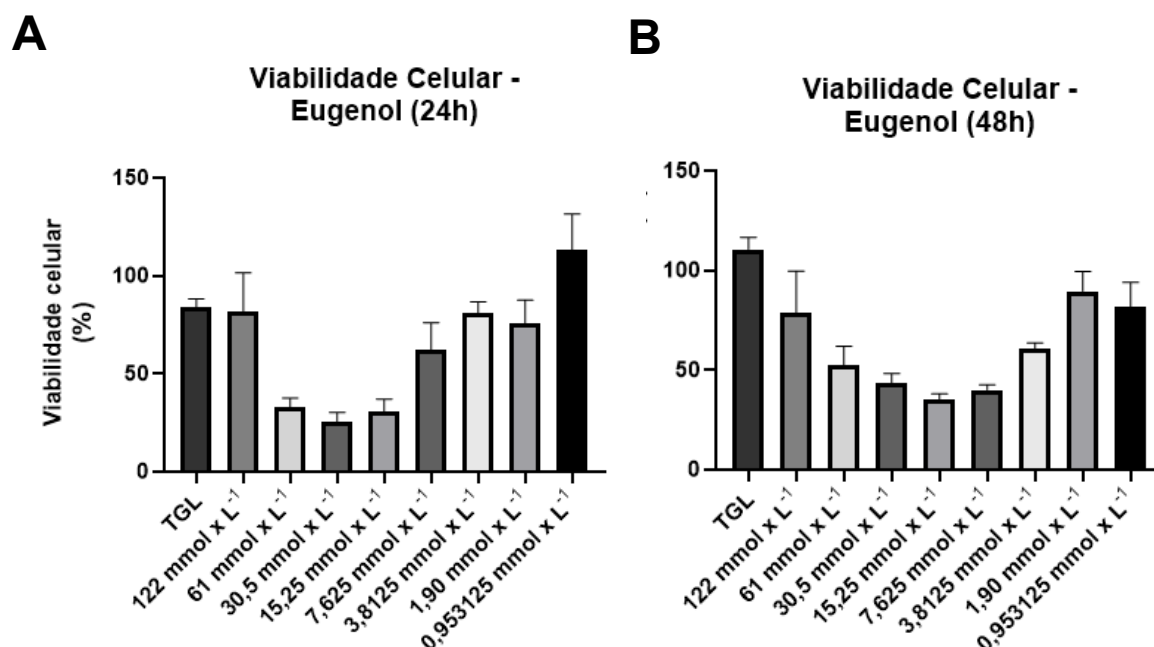 A
Viabilidade Celular -
Eugenol (24h)
Viabilidade celular
(%)
150
100
50
0
TGL
122 mmol x L⁻¹
61 mmol x L⁻¹
30,5 mmol x L⁻¹
15,25 mmol x L⁻¹
7,625 mmol x L⁻¹
3,8125 mmol x L⁻¹
1,90 mmol x L⁻¹
0,953125 mmol x L⁻¹
B
Viabilidade Celular -
Eugenol (48h)
150
100
50
0
TGL
122 mmol x L⁻¹
61 mmol x L⁻¹
30,5 mmol x L⁻¹
15,25 mmol x L⁻¹
7,625 mmol x L⁻¹
3,8125 mmol x L⁻¹
1,90 mmol x L⁻¹
0,953125 mmol x L⁻¹